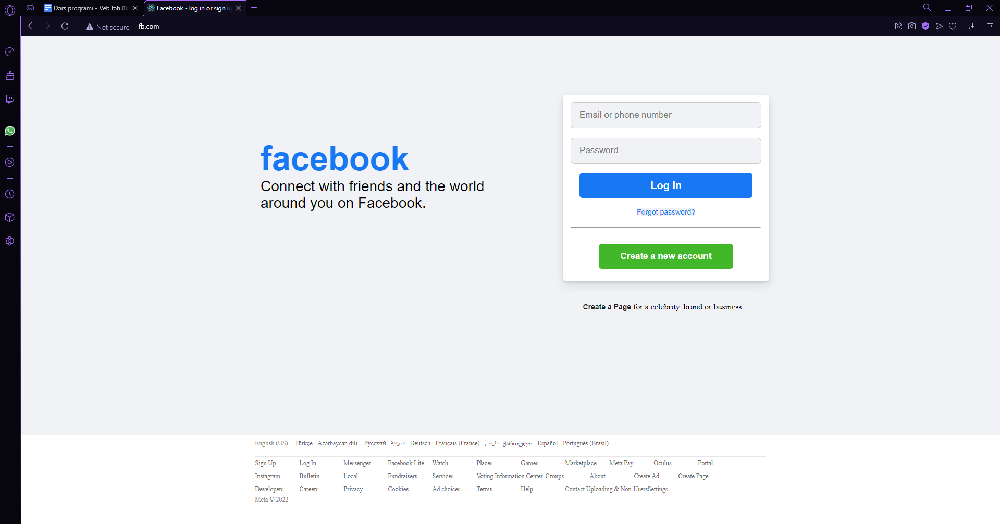 Dərs proqramı - Veb təhlük
Facebook - log in or sign u
Not secure
fb.com
facebook
Connect with friends and the world
around you on Facebook.
Email or phone number
Password
Log In
Forgot password?
Create a new account
Create a Page for a celebrity, brand or business.
English (US) Türkçe Azərbaycan dili Русский العربية Deutsch Français (France) فارسی ქართული Español Português (Brasil)
Sign Up Log In Messenger Facebook Lite Watch Places Games Marketplace Meta Pay Oculus Portal
Instagram Bulletin Local Fundraisers Services Voting Information Center Groups About Create Ad Create Page
Developers Careers Privacy Cookies Ad choices Terms Help Contact Uploading & Non-UsersSettings
Meta © 2022